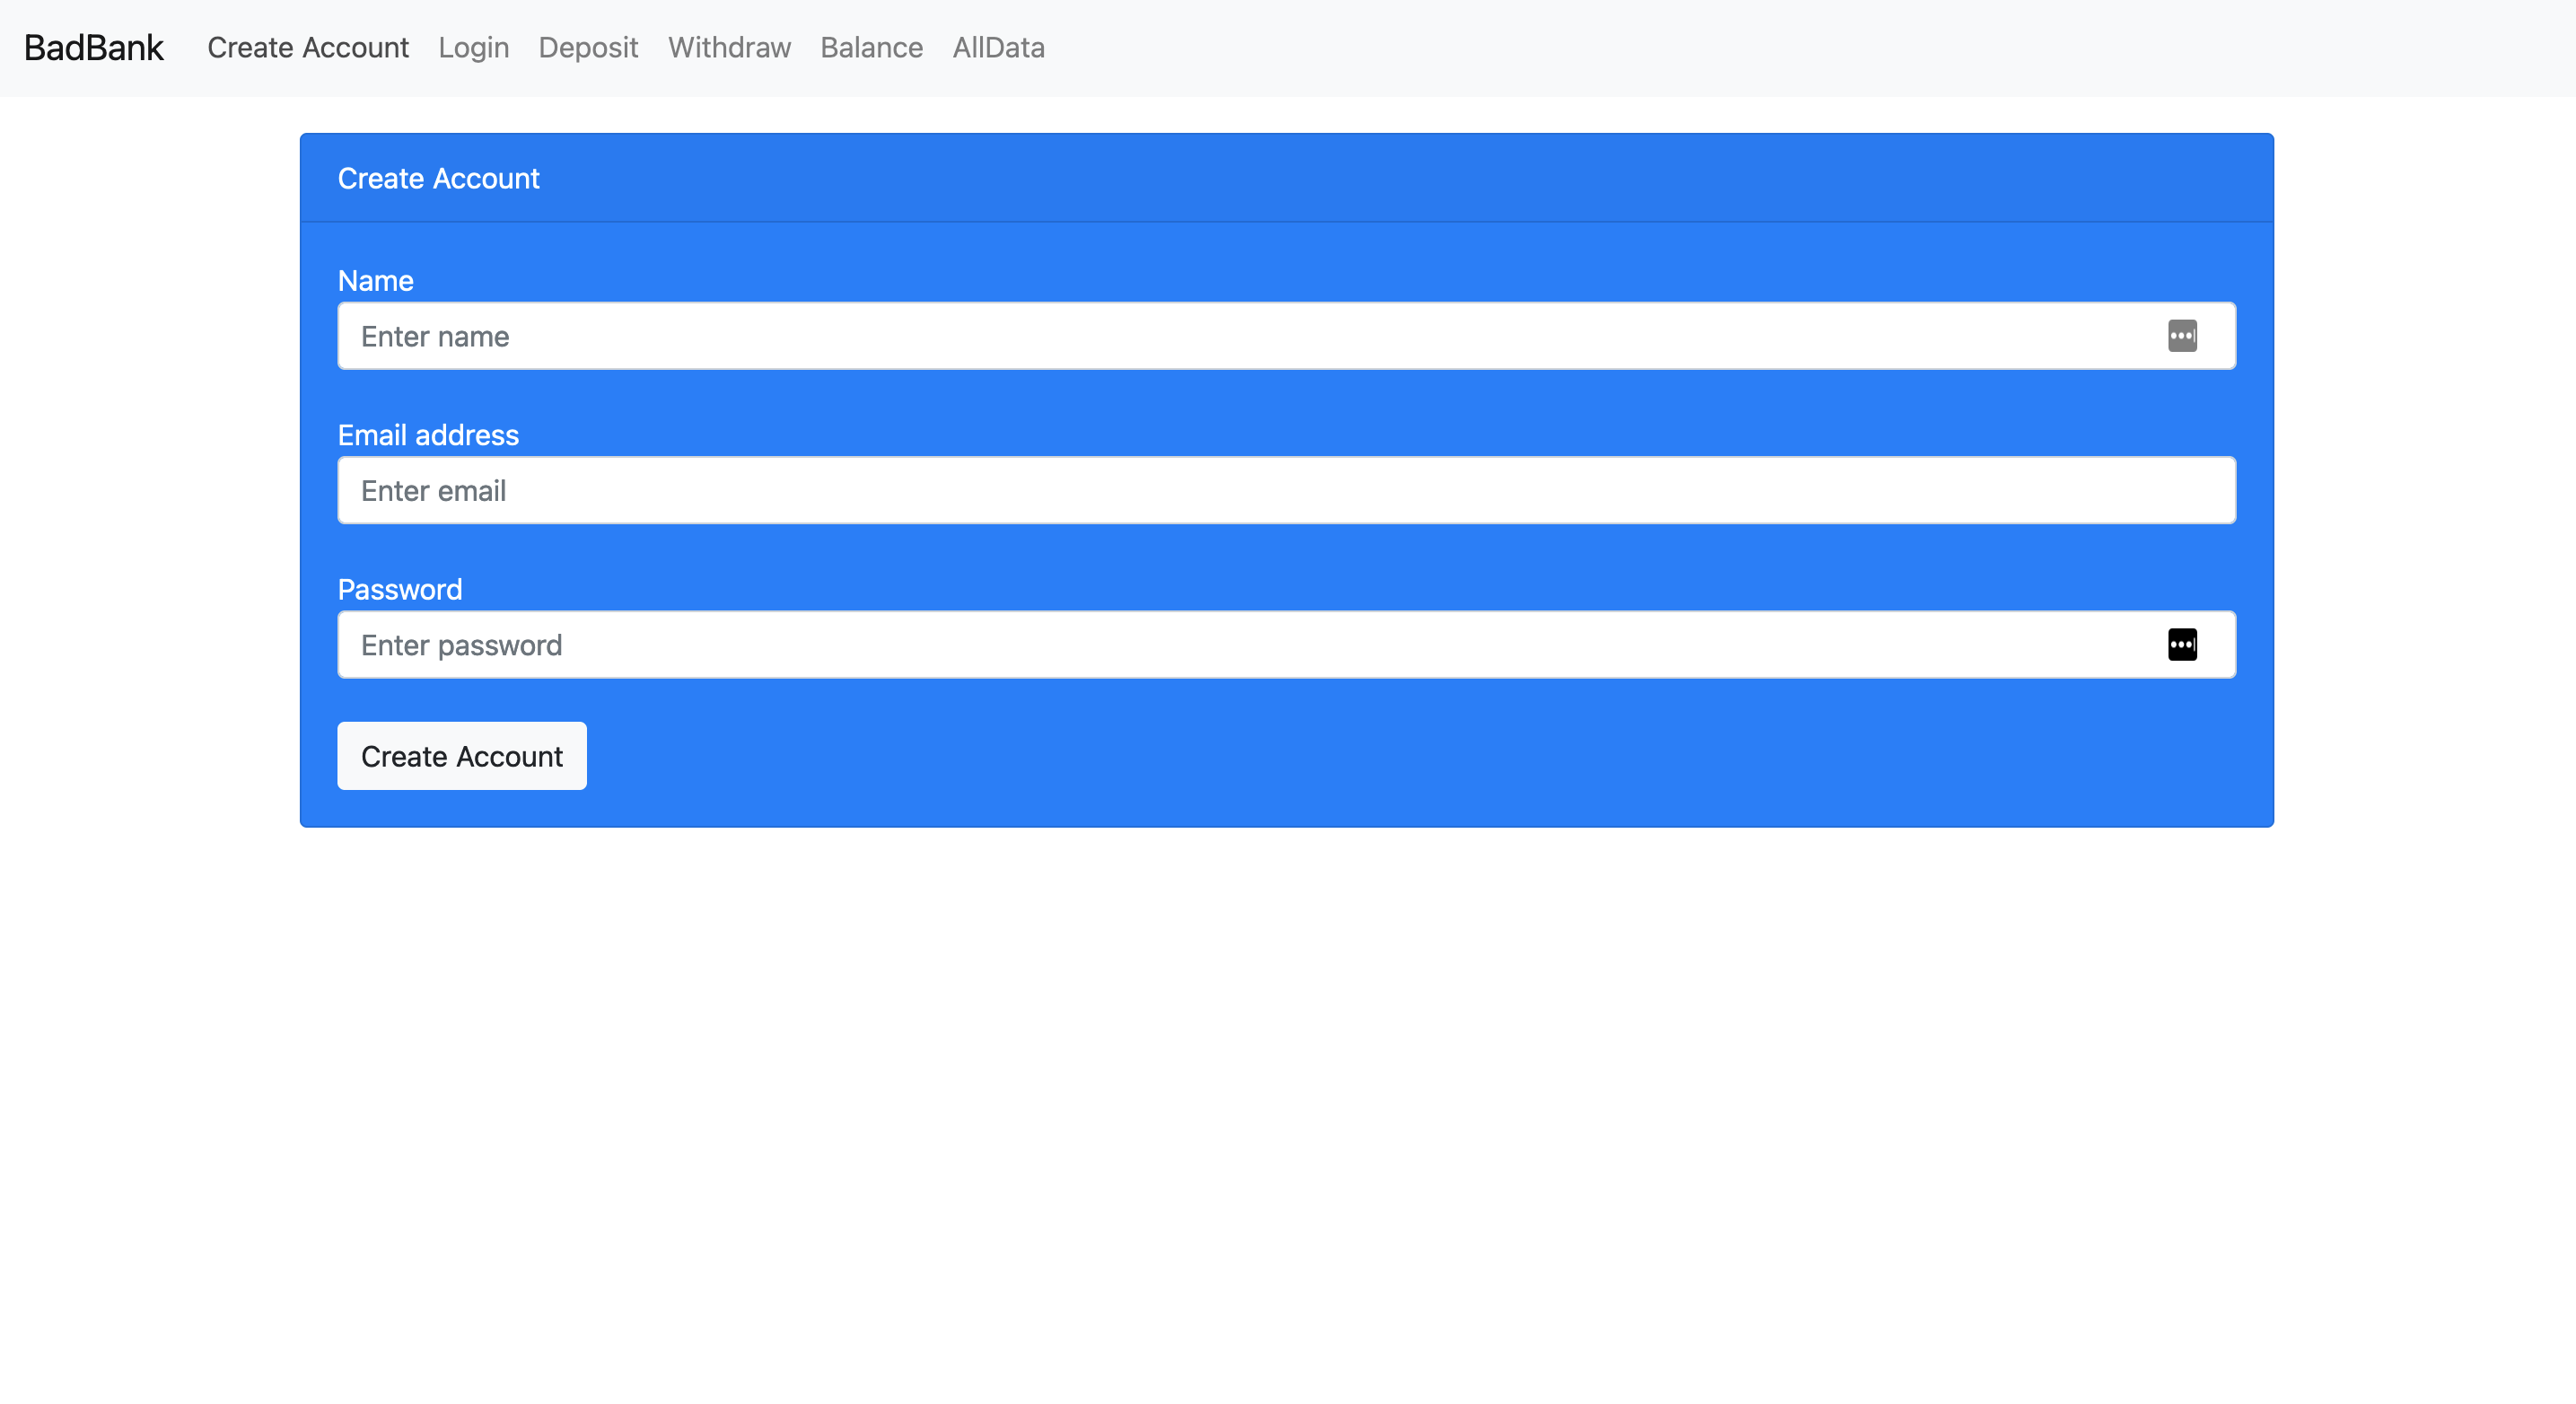 BadBank Create Account Login Deposit Withdraw Balance AllData
Create Account
Name
Enter name
Email address
Enter email
Password
Enter password
Create Account